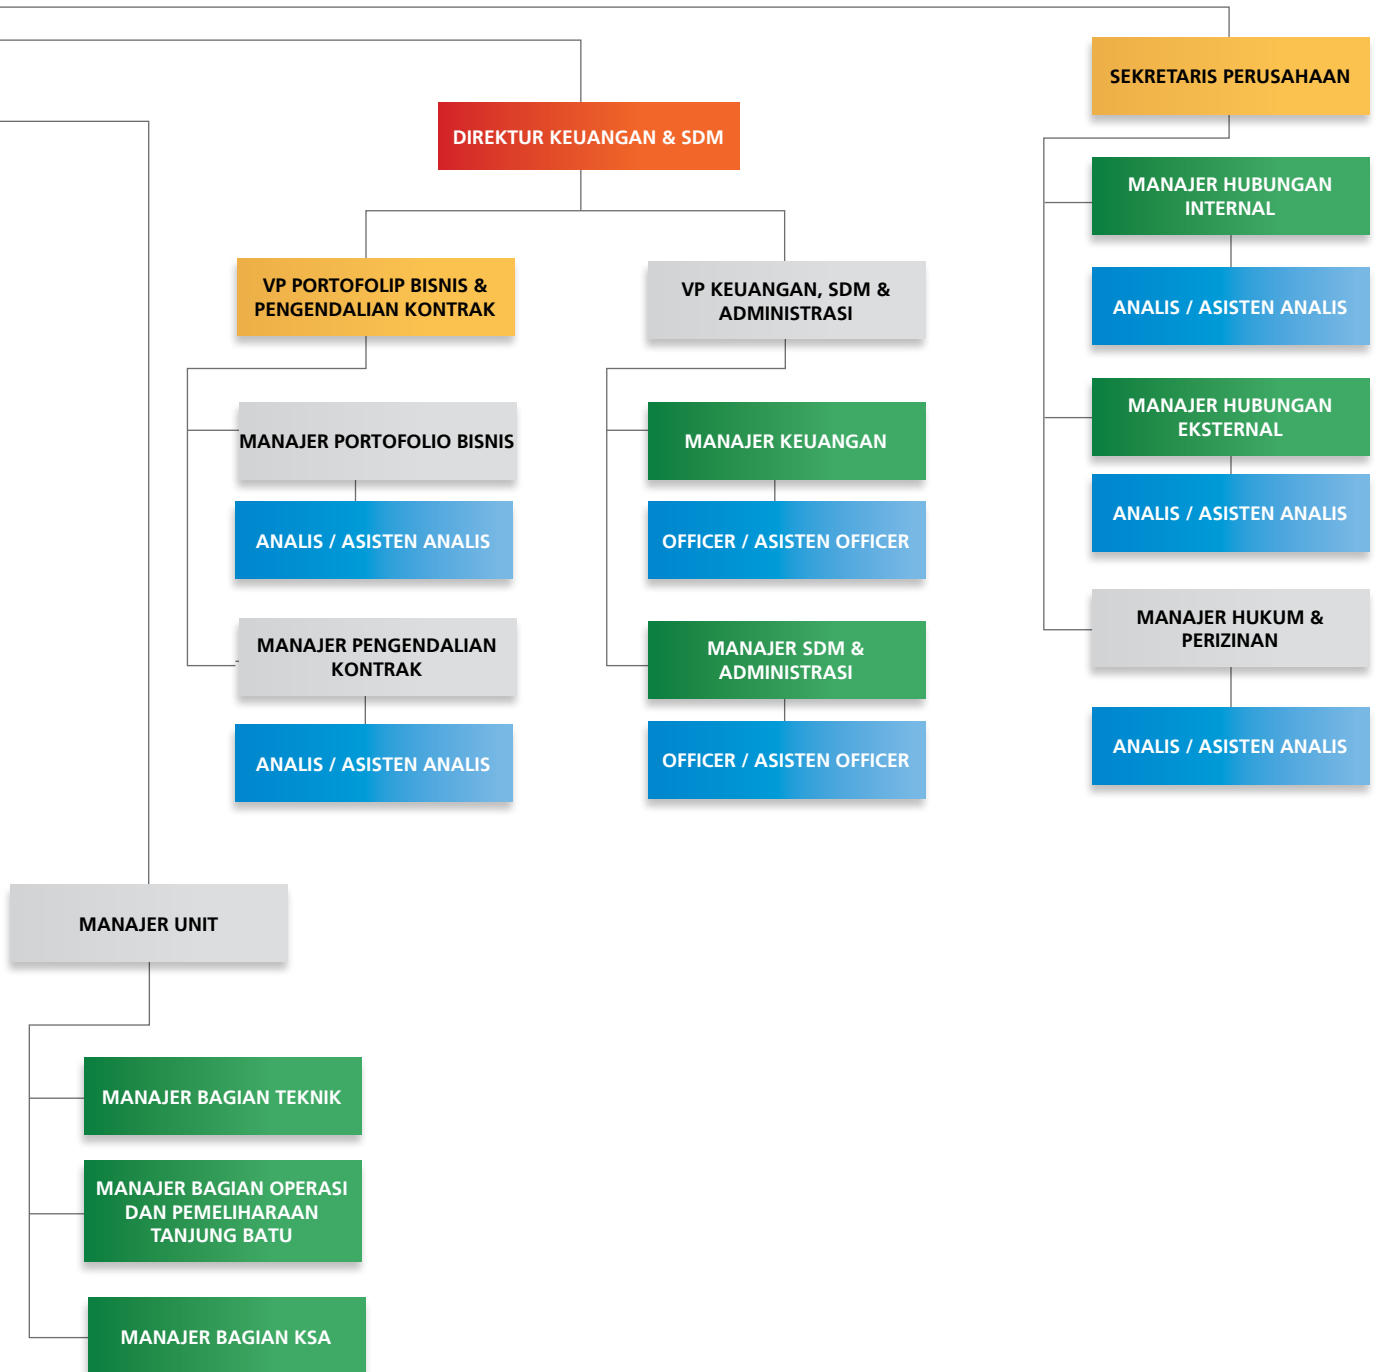 SEKRETARIS PERUSAHAAN
DIREKTUR KEUANGAN & SDM
MANAJER HUBUNGAN
INTERNAL
VP PORTOFOLIP BISNIS &
PENGENDALIAN KONTRAK
VP KEUANGAN, SDM &
ADMINISTRASI
ANALIS / ASISTEN ANALIS
MANAJER HUBUNGAN
EKSTERNAL
MANAJER PORTOFOLIO BISNIS
MANAJER KEUANGAN
ANALIS / ASISTEN ANALIS
ANALIS / ASISTEN ANALIS
OFFICER / ASISTEN OFFICER
MANAJER HUKUM &
PERIZINAN
MANAJER PENGENDALIAN
KONTRAK
MANAJER SDM &
ADMINISTRASI
ANALIS / ASISTEN ANALIS
ANALIS / ASISTEN ANALIS
OFFICER / ASISTEN OFFICER
MANAJER UNIT
MANAJER BAGIAN TEKNIK
MANAJER BAGIAN OPERASI
DAN PEMELIHARAAN
TANJUNG BATU
MANAJER BAGIAN KSA